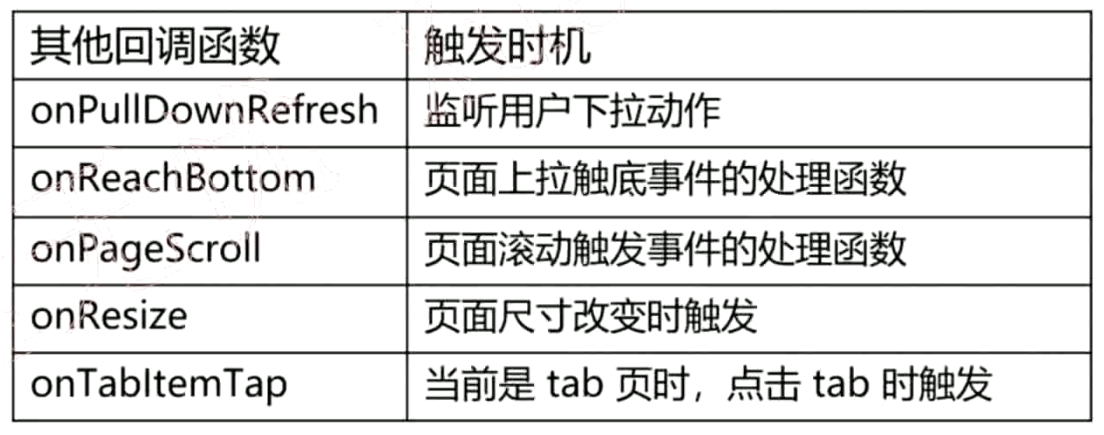 其他回调函数 触发时机
onPullDownRefresh 监听用户下拉动作
onReachBottom 页面上拉触底事件的处理函数
onPageScroll 页面滚动触发事件的处理函数
onResize 页面尺寸改变时触发
onTabItemTap 当前是 tab 页时，点击 tab 时触发